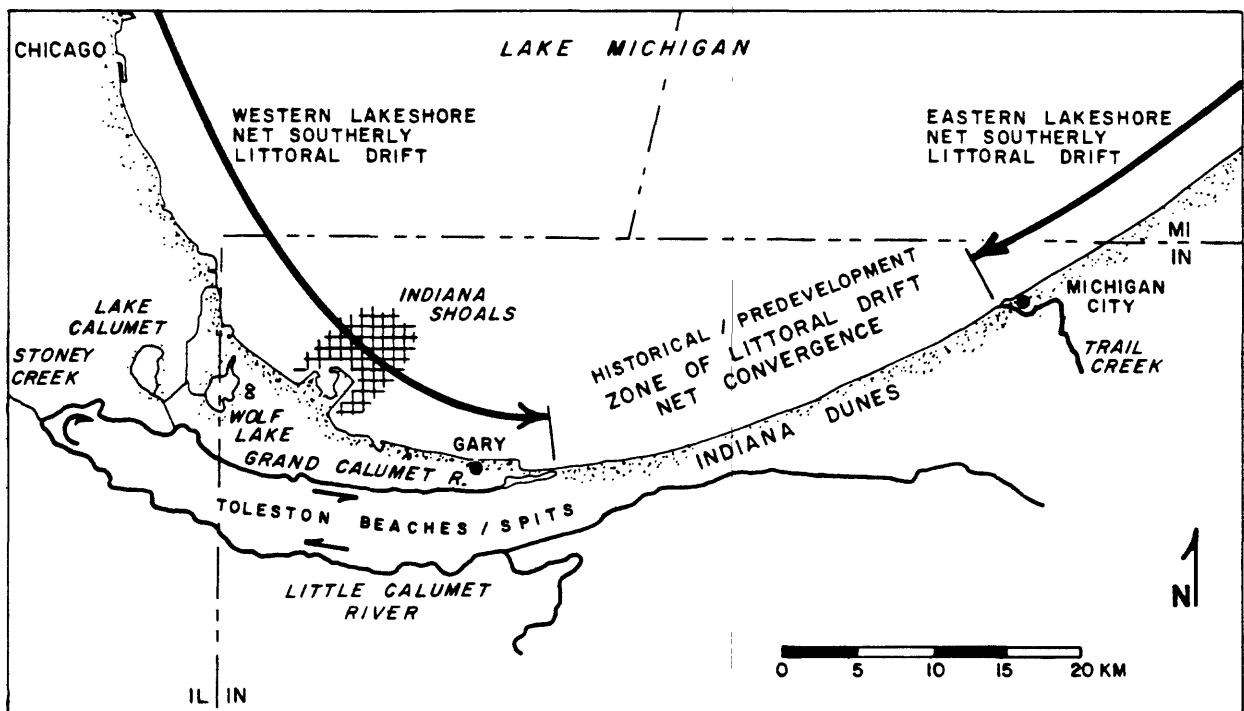 CHICAGO
LAKE MICHIGAN
WESTERN LAKESHORE
NET SOUTHERLY
LITTORAL DRIFT
EASTERN LAKESHORE
NET SOUTHERLY
LITTORAL DRIFT
MI
IN
INDIANA
SHOALS
HISTORICAL / PREDEVELOPMENT
ZONE OF LITTORAL DRIFT
NET CONVERGENCE
MICHIGAN
CITY
TRAIL
CREEK
LAKE
CALUMET
STONEY
CREEK
WOLF
LAKE
GARY
GRAND CALUMET R.
INDIANA DUNES
TOLESTON BEACHES / SPITS
LITTLE CALUMET
RIVER
N
0 5 10 15 20 KM
IL IN